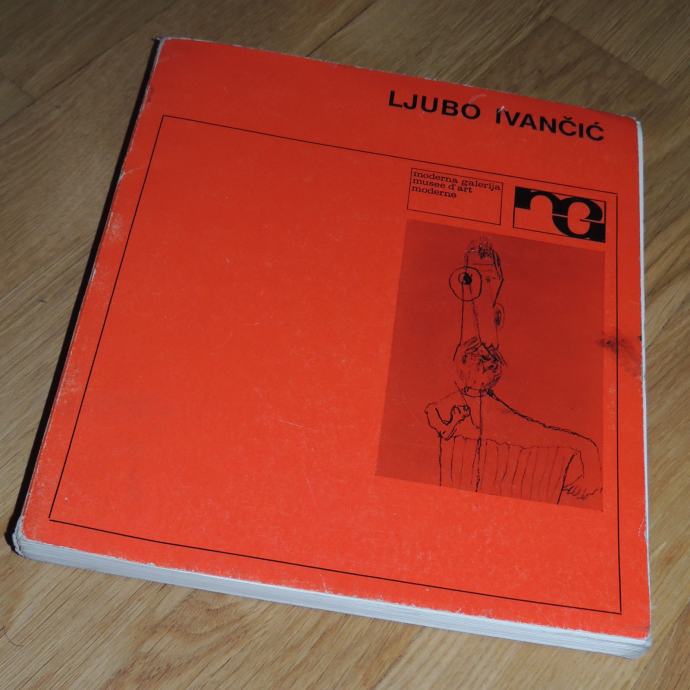 LJUBO IVANČIĆ
moderna galerija
musee d'art
moderne